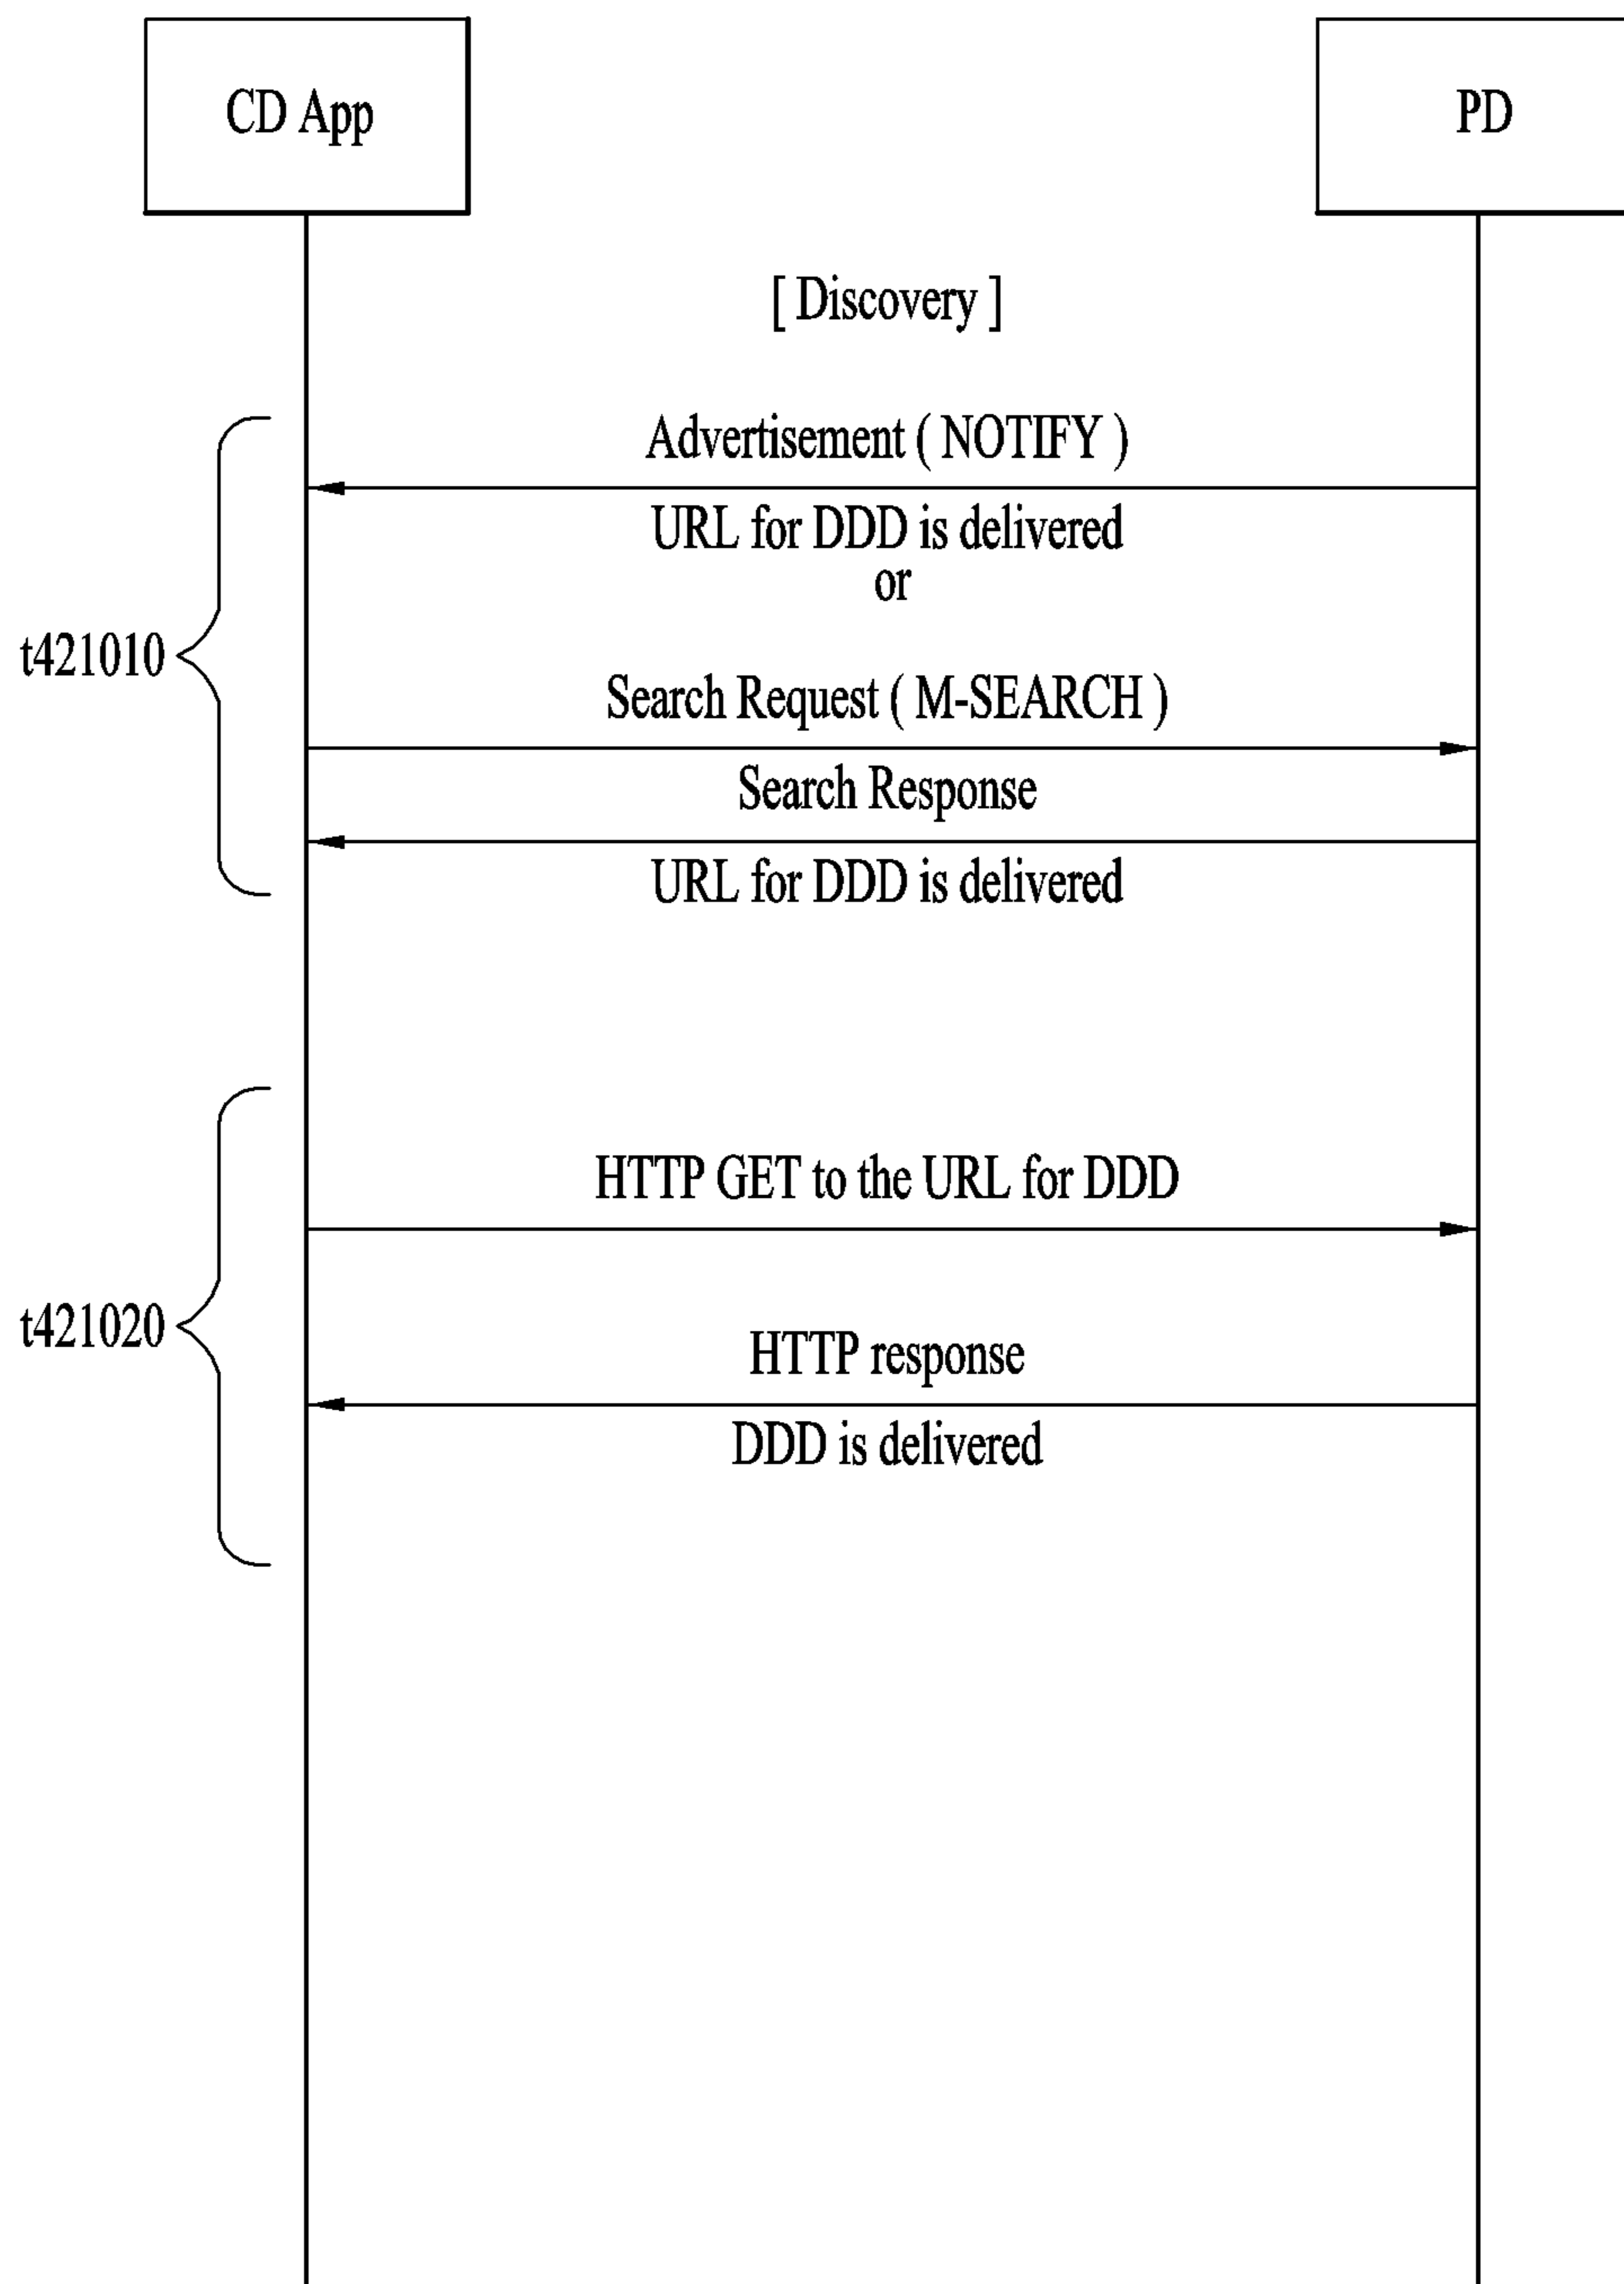 CD App
PD
[ Discovery ]
Advertisement ( NOTIFY )
URL for DDD is delivered
or
t421010
Search Request ( M-SEARCH )
Search Response
URL for DDD is delivered
HTTP GET to the URL for DDD
t421020
HTTP response
DDD is delivered